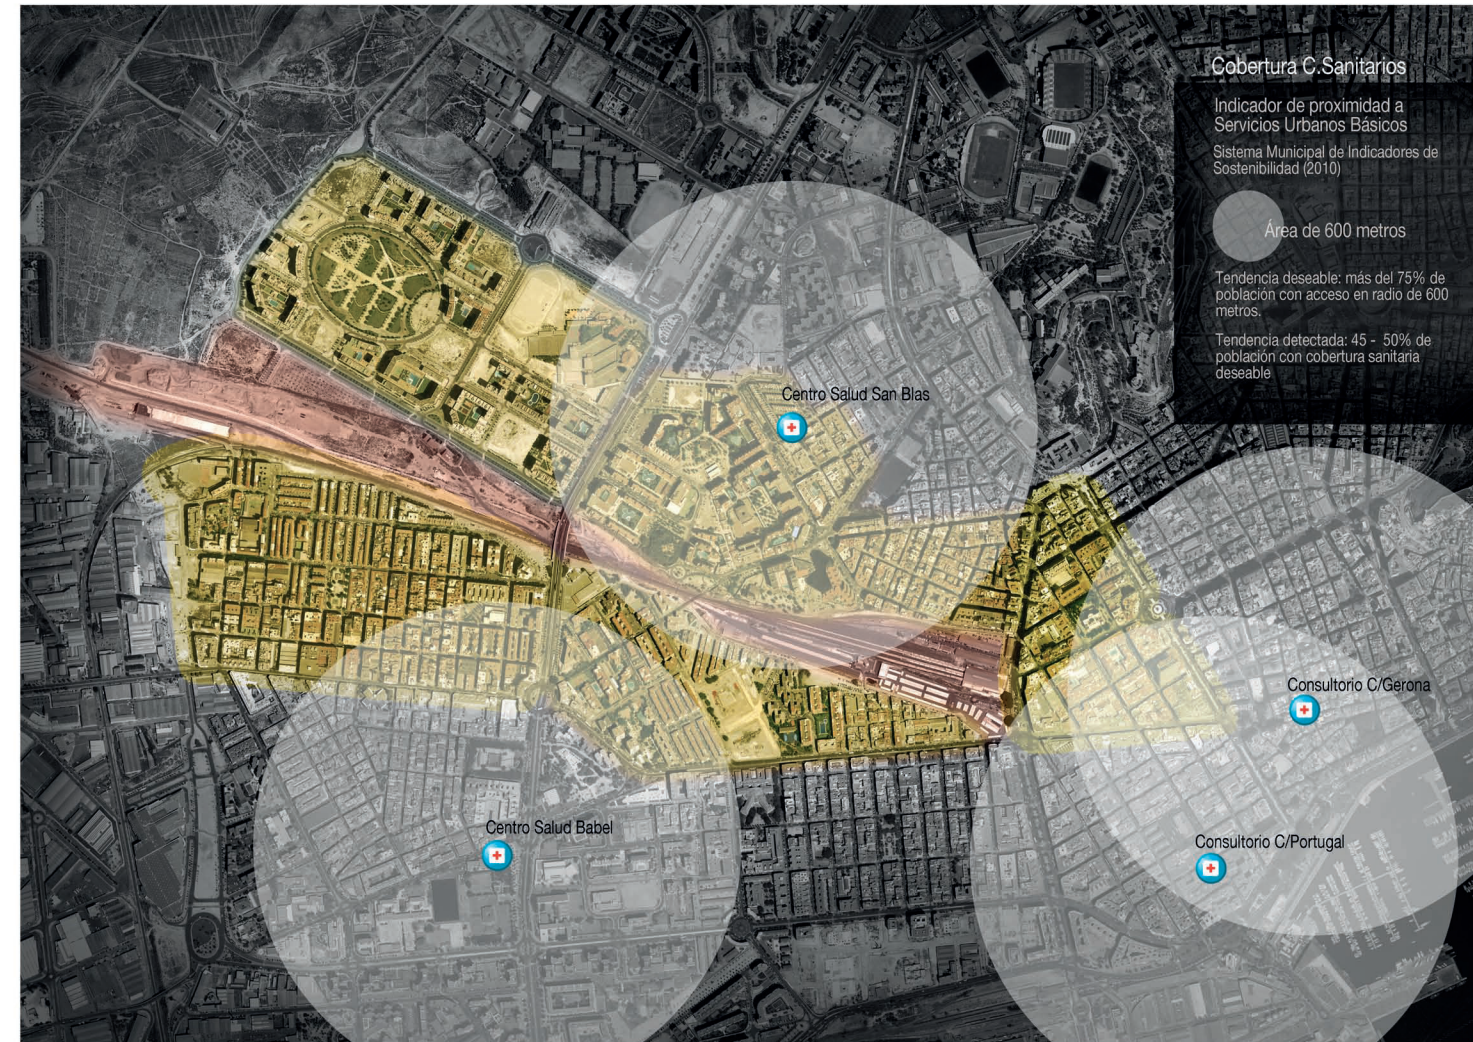 Cobertura C.Sanitarios
Indicador de proximidad a
Servicios Urbanos Básicos
Sistema Municipal de Indicadores de
Sostenibilidad (2010)
Área de 600 metros
Tendencia deseable: más del 75% de
población con acceso en radio de 600
metros.
Tendencia detectada: 45 - 50% de
población con cobertura sanitaria
deseable
Centro Salud San Blas
Consultorio C/Gerona
Centro Salud Babel
Consultorio C/Portugal